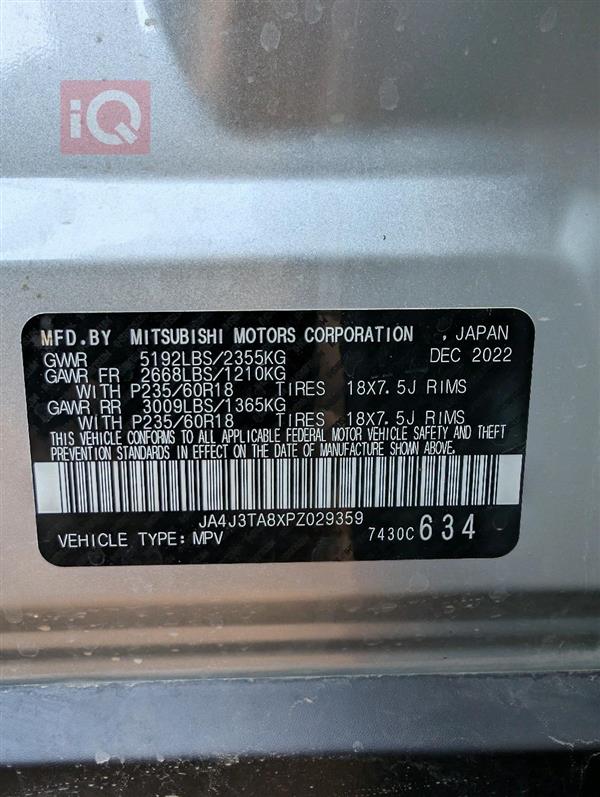 iQ
MFD.BY MITSUBISHI MOTORS CORPORATION , JAPAN
GVWR 5192LBS/2355KG DEC 2022
GAWR FR 2668LBS/1210KG
WITH P235/60R18 TIRES 18X7.5J RIMS
GAWR RR 3009LBS/1365KG
WITH P235/60R18 TIRES 18X7.5J RIMS
THIS VEHICLE CONFORMS TO ALL APPLICABLE FEDERAL MOTOR VEHICLE SAFETY AND THEFT
PREVENTION STANDARDS IN EFFECT ON THE DATE OF MANUFACTURE SHOWN ABOVE.
JA4J3TA8XPZ029359
VEHICLE TYPE: MPV 7430C 634